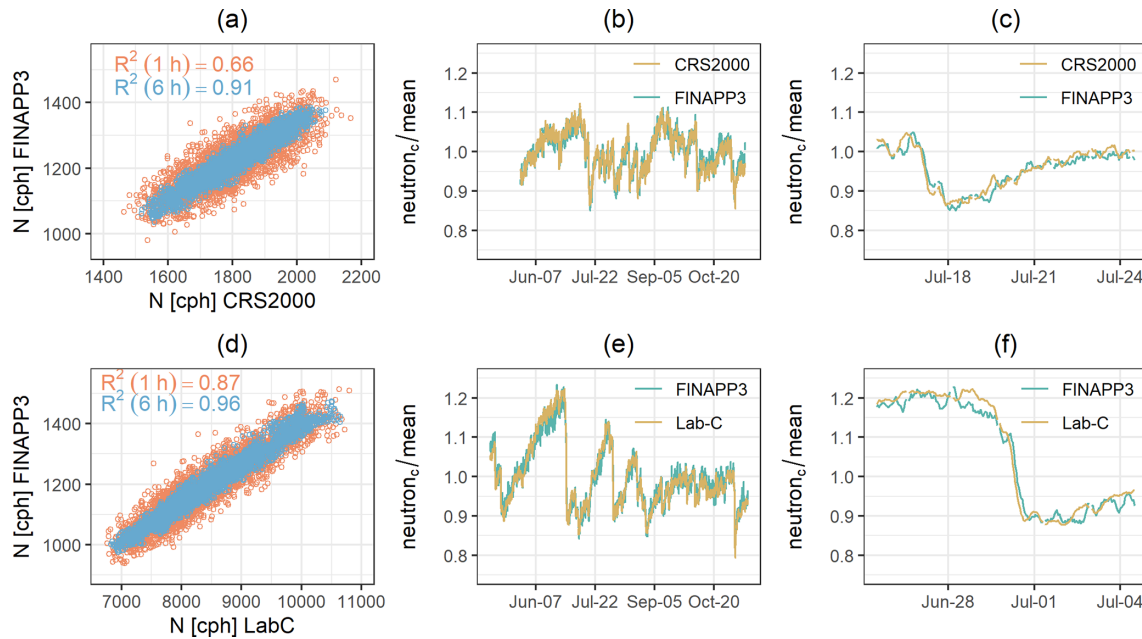 (a)
N [cph] FINAPP3
R² (1 h) = 0.66
R² (6 h) = 0.91
1400
1200
1000
1400 1600 1800 2000 2200
N [cph] CRS2000
(b)
neutron_c/mean
1.2
1.1
1.0
0.9
0.8
CRS2000
FINAPP3
Jun-07 Jul-22 Sep-05 Oct-20
(c)
neutron_c/mean
1.2
1.1
1.0
0.9
0.8
CRS2000
FINAPP3
Jul-18 Jul-21 Jul-24
(d)
N [cph] FINAPP3
R² (1 h) = 0.87
R² (6 h) = 0.96
1400
1200
1000
7000 8000 9000 10000 11000
N [cph] LabC
(e)
neutron_c/mean
1.2
1.1
1.0
0.9
0.8
FINAPP3
Lab-C
Jun-07 Jul-22 Sep-05 Oct-20
(f)
neutron_c/mean
1.2
1.1
1.0
0.9
0.8
FINAPP3
Lab-C
Jun-28 Jul-01 Jul-04